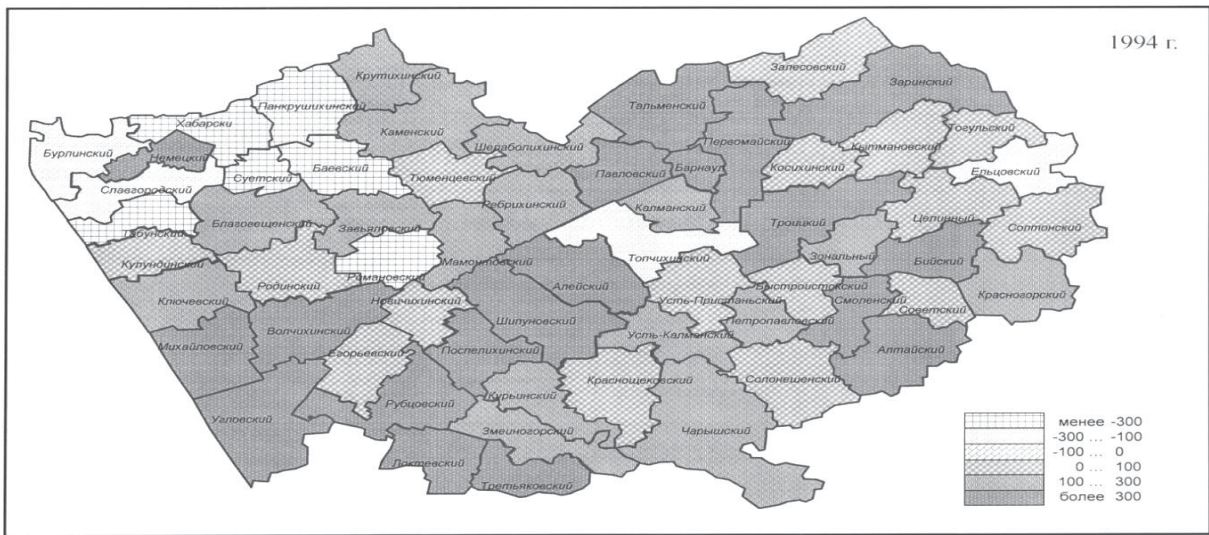 1994 г.
Залесовский
Крутихинский
Заринский
Панкрушихинский
Тальменский
Хабарски
Каменский
Тогульский
Шелаболихинский
Первомайский
Кытмановский
Бурлинский
Немецкий
Баевский
Павловский
Барнаул
Косихинский
Ельцовский
Суетский
Тюменцевский
Славгородский
Ребрихинский
Калманский
Целинный
Благовещенский
Завьяловский
Троицкий
Солтонский
Табунский
Зональный
Топчихинский
Бийский
Кулундинский
Мамонтовский
Романовский
Родинский
Алейский
Быстроистокский
Красногорский
Ключевский
Новичихинский
Усть-Пристаньский
Смоленский
Советский
Шипуновский
Петропавловский
Волчихинский
Усть-Калманский
Михайловский
Поспелихинский
Алтайский
Егорьевский
Краснощековский
Солонешенский
Курьинский
Рубцовский
Угловский
Змеиногорский
Чарышский
Локтевский
Третьяковский
менее -300
-300 ... -100
-100 ... 0
0 ... 100
100 ... 300
более 300